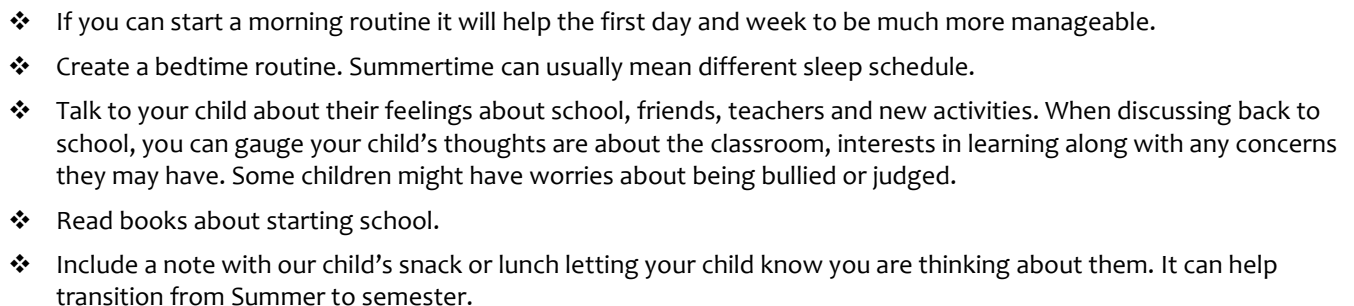 ❖ If you can start a morning routine it will help the first day and week to be much more manageable.
❖ Create a bedtime routine. Summertime can usually mean different sleep schedule.
❖ Talk to your child about their feelings about school, friends, teachers and new activities. When discussing back to
school, you can gauge your child’s thoughts are about the classroom, interests in learning along with any concerns
they may have. Some children might have worries about being bullied or judged.
❖ Read books about starting school.
❖ Include a note with our child’s snack or lunch letting your child know you are thinking about them. It can help
transition from Summer to semester.